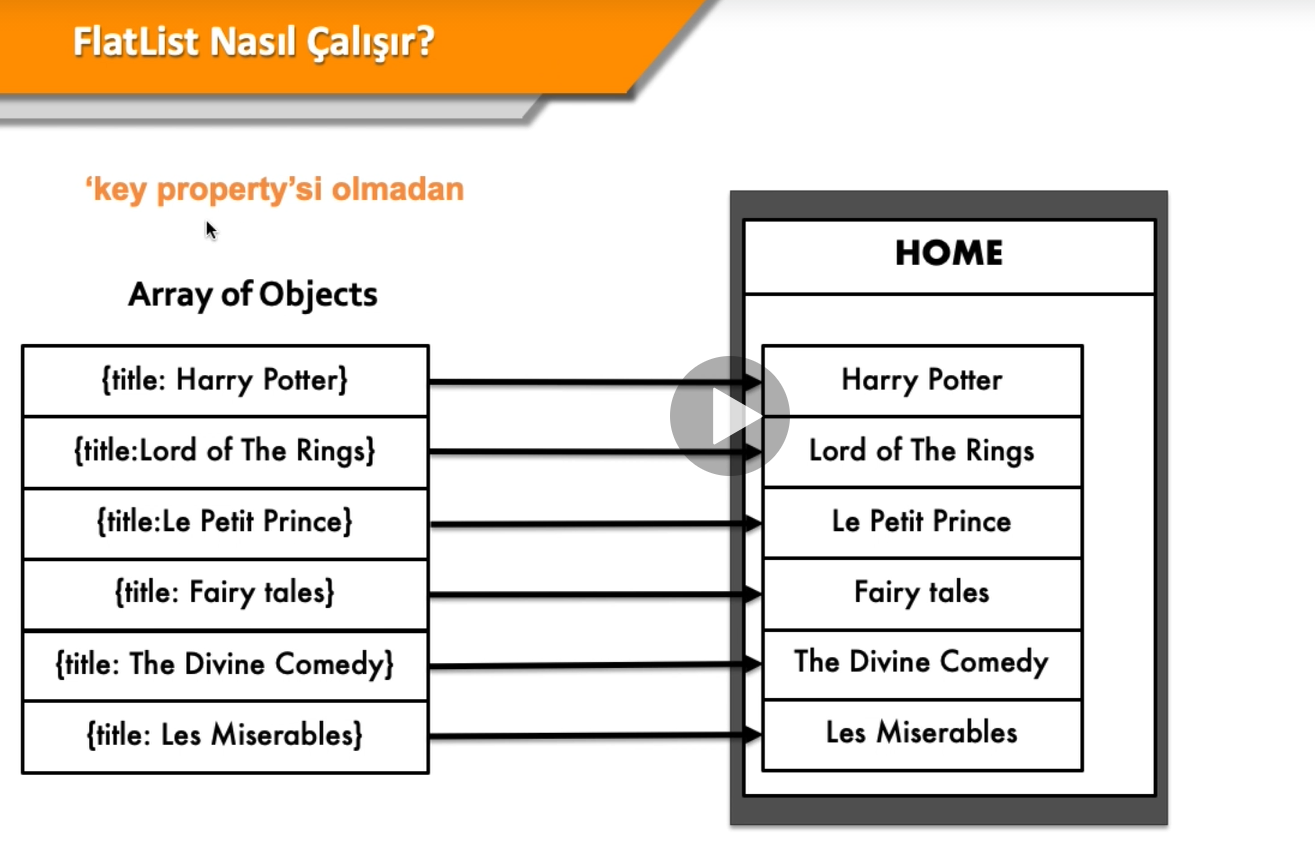 FlatList Nasıl Çalışır?
‘key property’si olmadan
Array of Objects
{title: Harry Potter}
{title:Lord of The Rings}
{title:Le Petit Prince}
{title: Fairy tales}
{title: The Divine Comedy}
{title: Les Miserables}
HOME
Harry Potter
Lord of The Rings
Le Petit Prince
Fairy tales
The Divine Comedy
Les Miserables